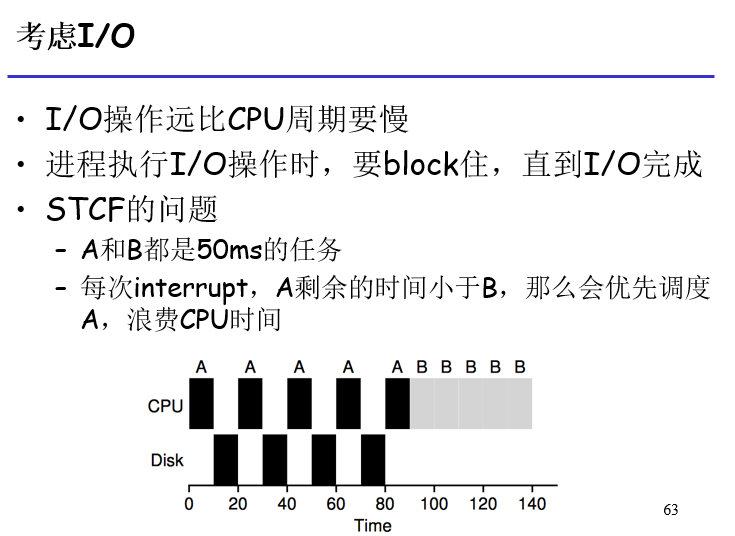 考虑I/O
• I/O操作远比CPU周期要慢
• 进程执行I/O操作时，要block住，直到I/O完成
• STCF的问题
– A和B都是50ms的任务
– 每次interrupt，A剩余的时间小于B，那么会优先调度
A，浪费CPU时间
A A A A A B B B B B
CPU
Disk
0 20 40 60 80 100 120 140
Time
63